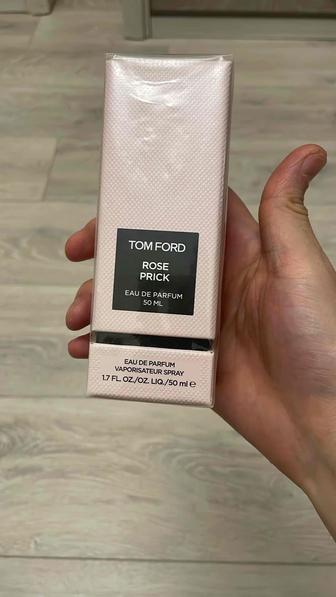 TOM FORD
ROSE
PRICK
EAU DE PARFUM
50 ML
EAU DE PARFUM
VAPORISATEUR SPRAY
1.7 FL. OZ./OZ. LIQ./50 ml ℮